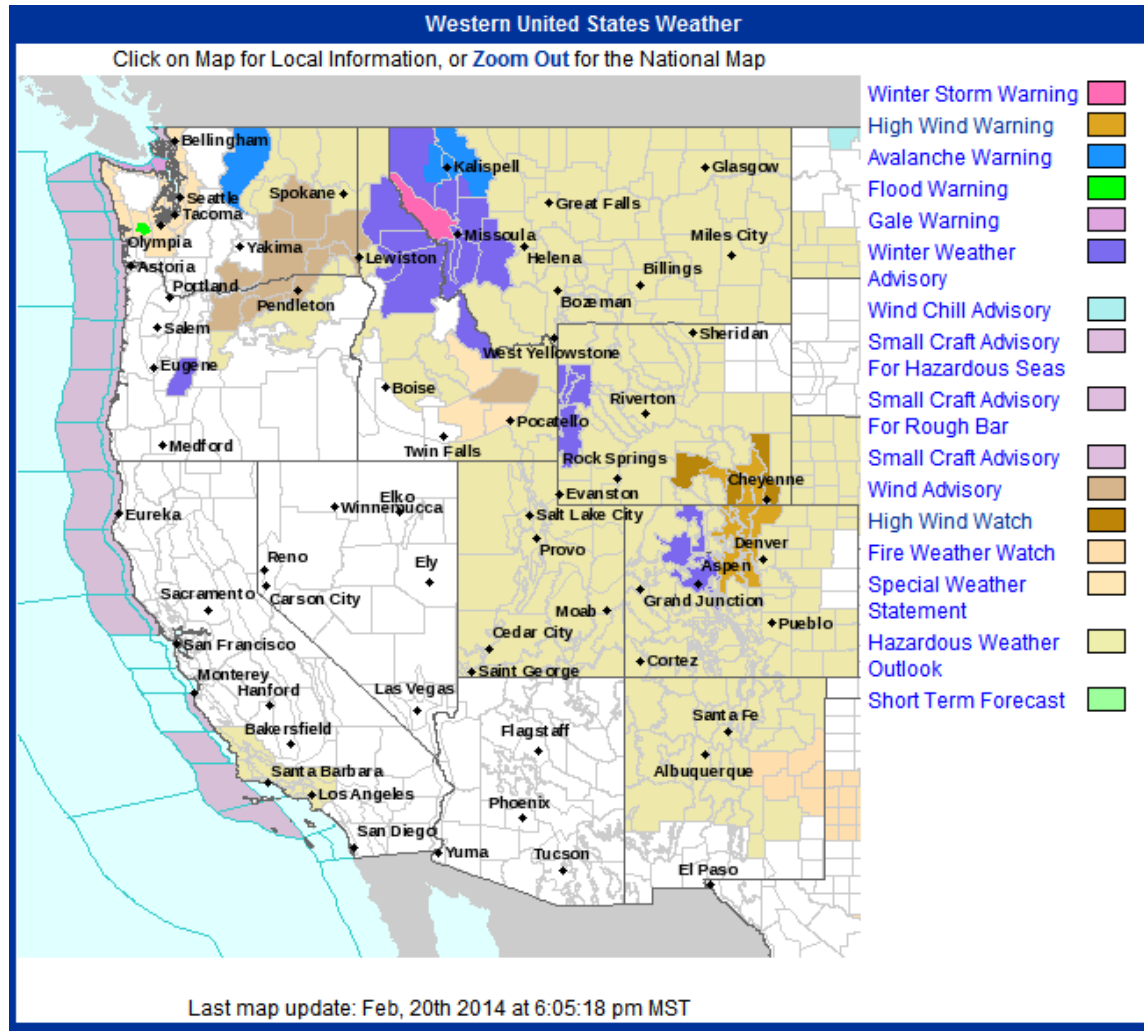 Western United States Weather
Click on Map for Local Information, or Zoom Out for the National Map
Bellingham
Seattle
Tacoma
Olympia
Spokane
Yakima
Astoria
Portland
Pendleton
Salem
Eugene
Medford
Kalispell
Glasgow
Great Falls
Missoula
Lewiston
Helena
Miles City
Billings
Bozeman
West Yellowstone
Sheridan
Boise
Pocatello
Twin Falls
Riverton
Rock Springs
Cheyenne
Evanston
Eureka
Winnemucca
Elko
Salt Lake City
Provo
Denver
Aspen
Reno
Ely
Carson City
Sacramento
Grand Junction
Moab
Pueblo
San Francisco
Cedar City
Saint George
Cortez
Monterey
Hanford
Las Vegas
Bakersfield
Flagstaff
Santa Fe
Albuquerque
Santa Barbara
Los Angeles
Phoenix
San Diego
Yuma
Tucson
El Paso
Winter Storm Warning
High Wind Warning
Avalanche Warning
Flood Warning
Gale Warning
Winter Weather
Advisory
Wind Chill Advisory
Small Craft Advisory
For Hazardous Seas
Small Craft Advisory
For Rough Bar
Small Craft Advisory
Wind Advisory
High Wind Watch
Fire Weather Watch
Special Weather
Statement
Hazardous Weather
Outlook
Short Term Forecast
Last map update: Feb, 20th 2014 at 6:05:18 pm MST